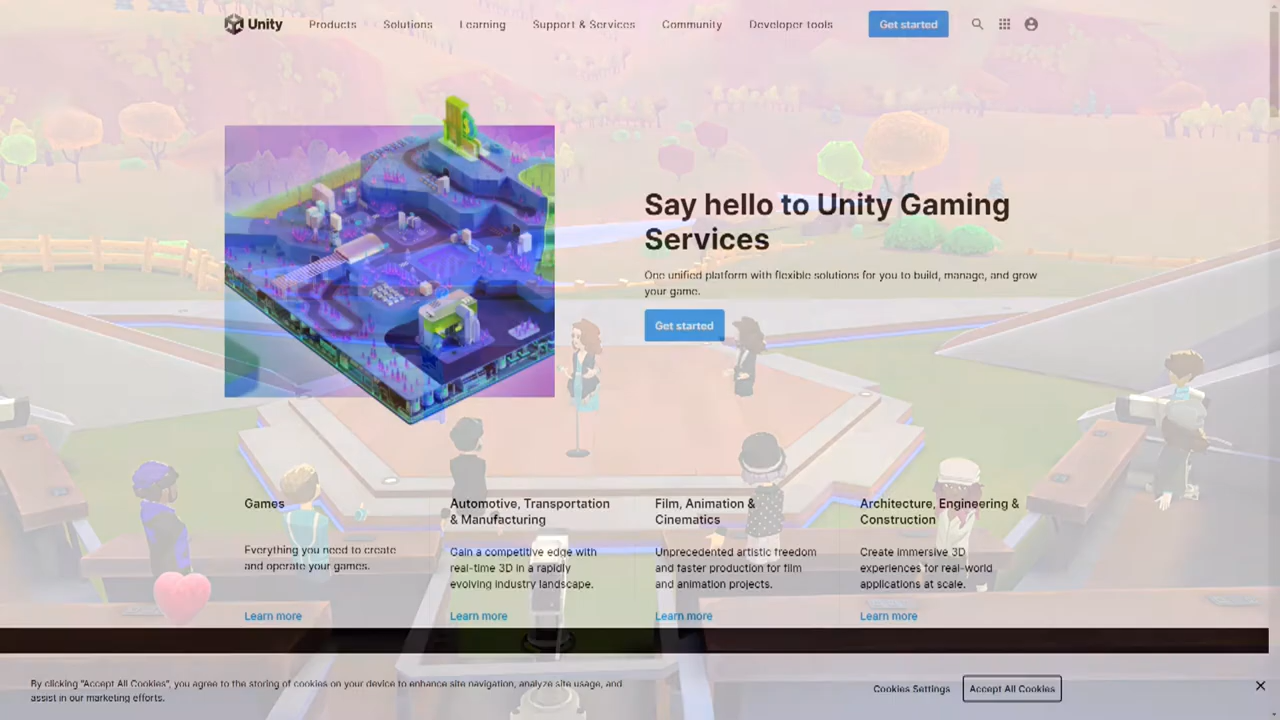 Unity
Products
Solutions
Learning
Support & Services
Community
Developer tools
Get started
Say hello to Unity Gaming
Services
One unified platform with flexible solutions for you to build, manage, and grow
your game.
Get started
Games
Everything you need to create
and operate your games.
Learn more
Automotive, Transportation
& Manufacturing
Gain a competitive edge with
real-time 3D in a rapidly
evolving industry landscape.
Learn more
Film, Animation &
Cinematics
Unprecedented artistic freedom
and faster production for film
and animation projects.
Learn more
Architecture, Engineering &
Construction
Create immersive 3D
experiences for real-world
applications at scale.
Learn more
By clicking “Accept All Cookies”, you agree to the storing of cookies on your device to enhance site navigation, analyze site usage, and
assist in our marketing efforts.
Cookies Settings
Accept All Cookies